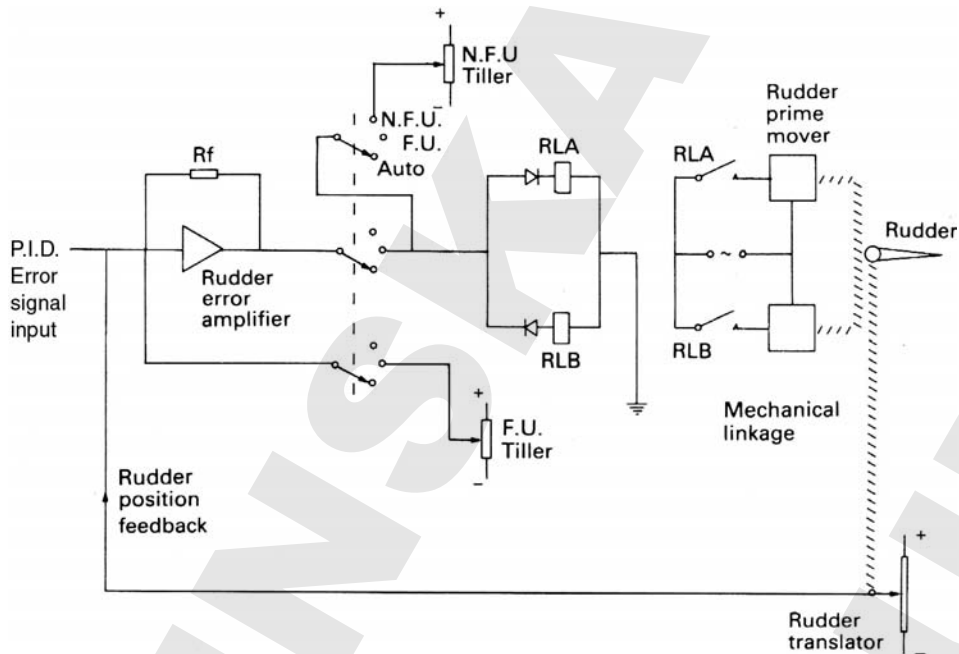 +
N.F.U
Tiller
−
N.F.U.
F.U.
Auto
Rf
P.I.D.
Error
signal
input
Rudder
error
amplifier
RLA
RLB
RLA
RLB
Rudder
prime
mover
Rudder
~
Mechanical
linkage
+
F.U.
Tiller
−
Rudder
position
feedback
+
Rudder
translator
−
NSKA